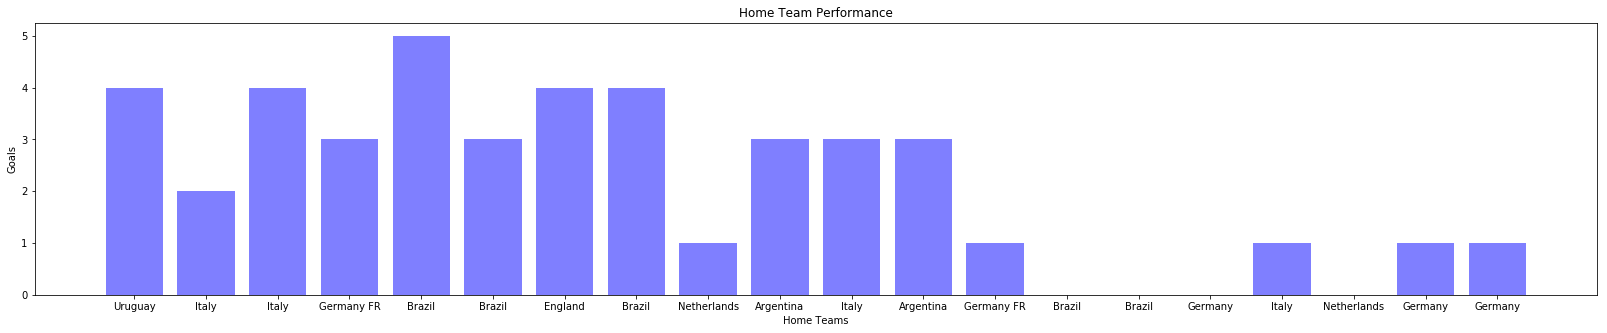 Home Team Performance
Goals
5
4
3
2
1
0
Uruguay Italy Italy Germany FR Brazil Brazil England Brazil Netherlands Argentina Italy Argentina Germany FR Brazil Brazil Germany Italy Netherlands Germany Germany
Home Teams